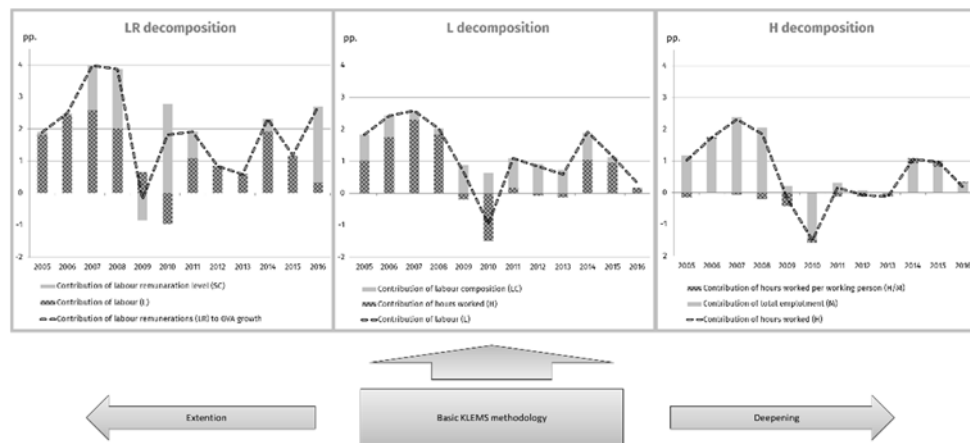 LR decomposition
pp.
4
3
2
1
0
-1
-2
2005 2006 2007 2008 2009 2010 2011 2012 2013 2014 2015 2016
Contribution of labour remunaration level (SC)
Contribution of labour (L)
Contribution of labour remunerations (LR) to GVA growth
L decomposition
pp.
4
3
2
1
0
-1
-2
2005 2006 2007 2008 2009 2010 2011 2012 2013 2014 2015 2016
Contribution of labour composition (LC)
Contribution of hours worked (H)
Contribution of labour (L)
H decomposition
pp.
4
3
2
1
0
-1
2
2005 2006 2007 2008 2009 2010 2011 2012 2013 2014 2015 2016
Contribution of hours worked per working person (H/N)
Contribution of total emplotment (N)
Contribution of hours worked (H)
Extention
Basic KLEMS methodology
Deepening